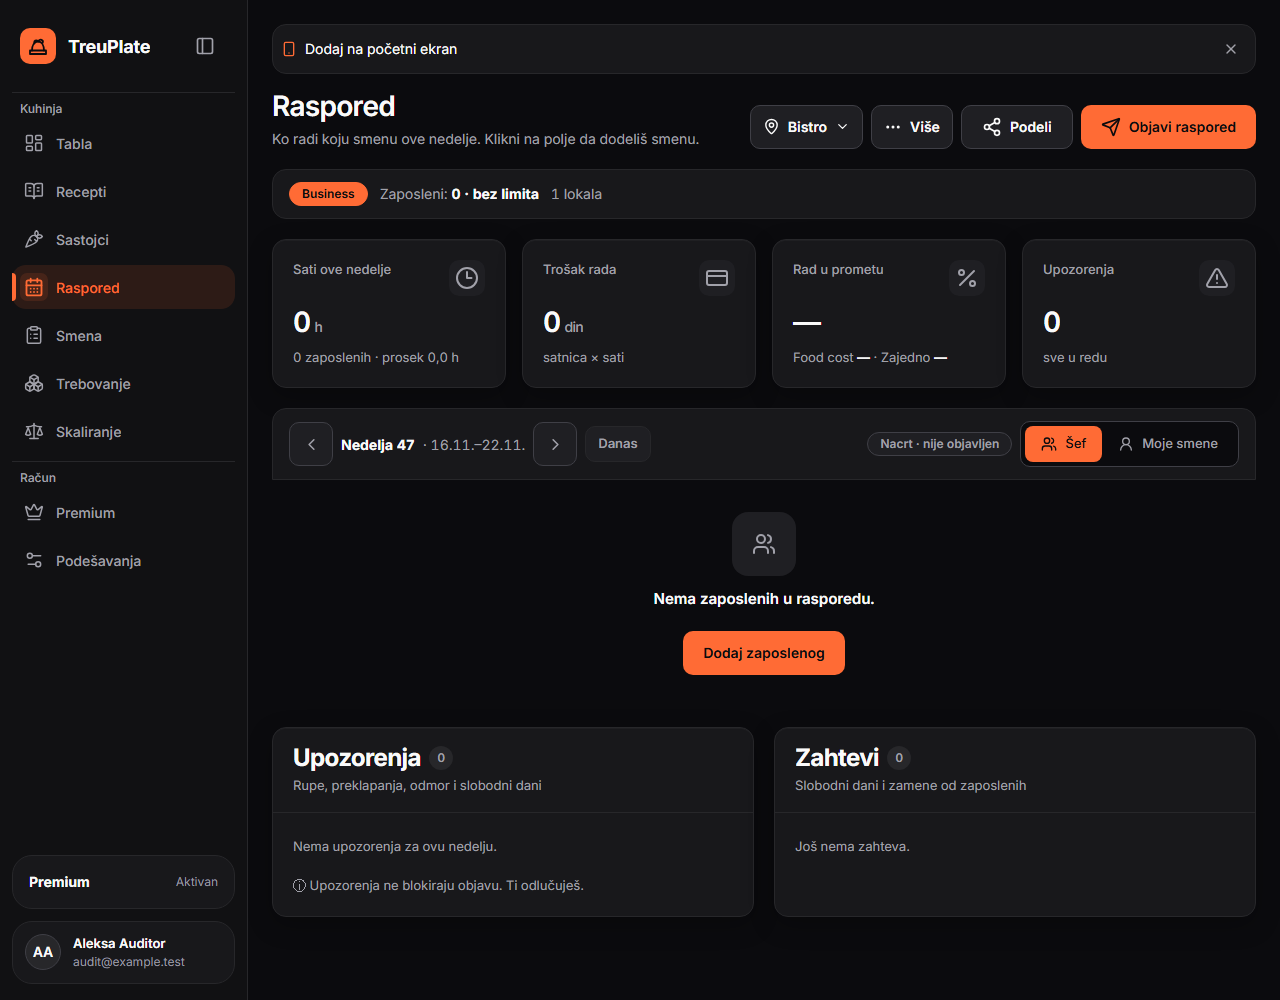 TreuPlate
Kuhinja
Tabla
Recepti
Sastojci
Raspored
Smena
Trebovanje
Skaliranje
Račun
Premium
Podešavanja
Premium Aktivan
AA
Aleksa Auditor
audit@example.test
Dodaj na početni ekran
Raspored
Ko radi koju smenu ove nedelje. Klikni na polje da dodeliš smenu.
Bistro
Više
Podeli
Objavi raspored
Business Zaposleni: 0 · bez limita 1 lokala
Sati ove nedelje
0 h
0 zaposlenih · prosek 0,0 h
Trošak rada
0 din
satnica × sati
Rad u prometu
—
Food cost — · Zajedno —
Upozorenja
0
sve u redu
Nedelja 47 · 16.11.–22.11.
Danas
Nacrt · nije objavljen
Šef
Moje smene
Nema zaposlenih u rasporedu.
Dodaj zaposlenog
Upozorenja 0
Rupe, preklapanja, odmor i slobodni dani
Nema upozorenja za ovu nedelju.
ⓘ Upozorenja ne blokiraju objavu. Ti odlučuješ.
Zahtevi 0
Slobodni dani i zamene od zaposlenih
Još nema zahteva.